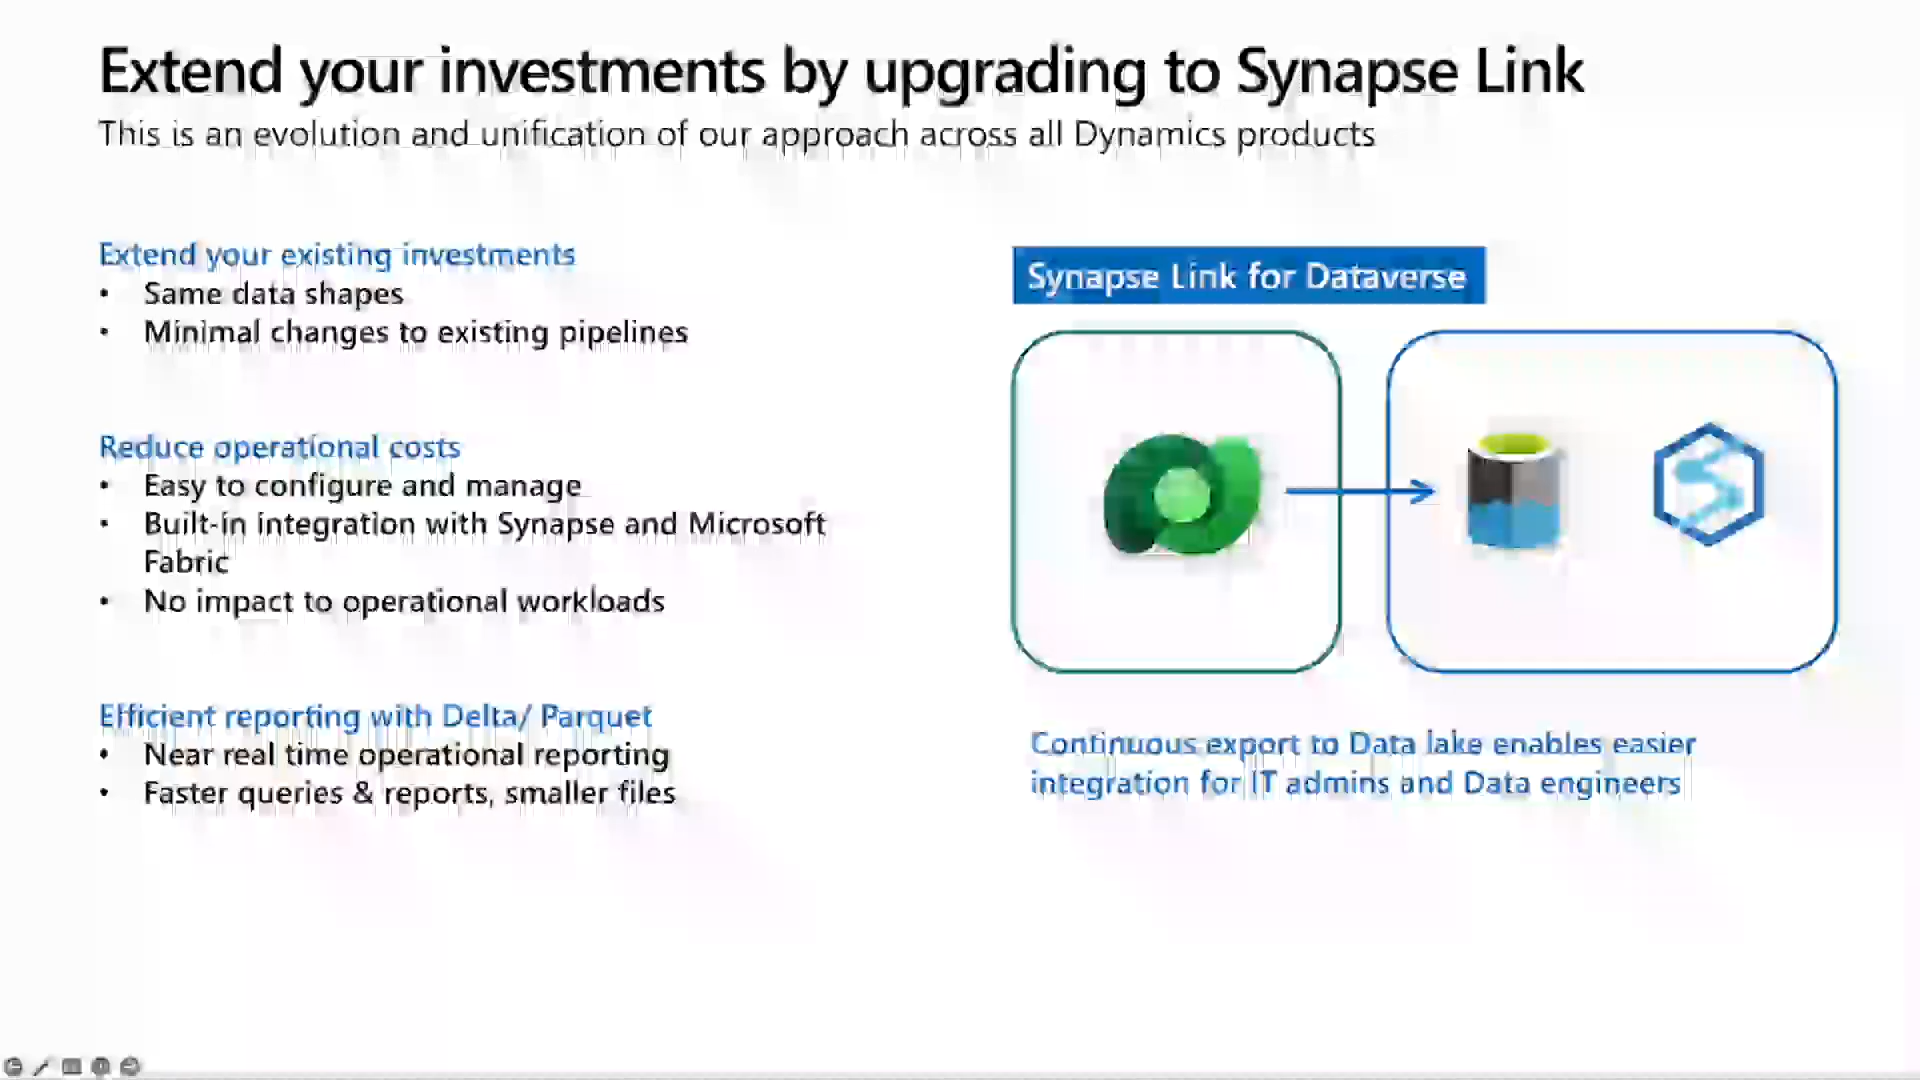 Extend your investments by upgrading to Synapse Link
This is an evolution and unification of our approach across all Dynamics products
Extend your existing investments
• Same data shapes
• Minimal changes to existing pipelines
Reduce operational costs
• Easy to configure and manage
• Built-in integration with Synapse and Microsoft
Fabric
• No impact to operational workloads
Efficient reporting with Delta/ Parquet
• Near real time operational reporting
• Faster queries & reports, smaller files
Synapse Link for Dataverse
Continuous export to Data lake enables easier
integration for IT admins and Data engineers